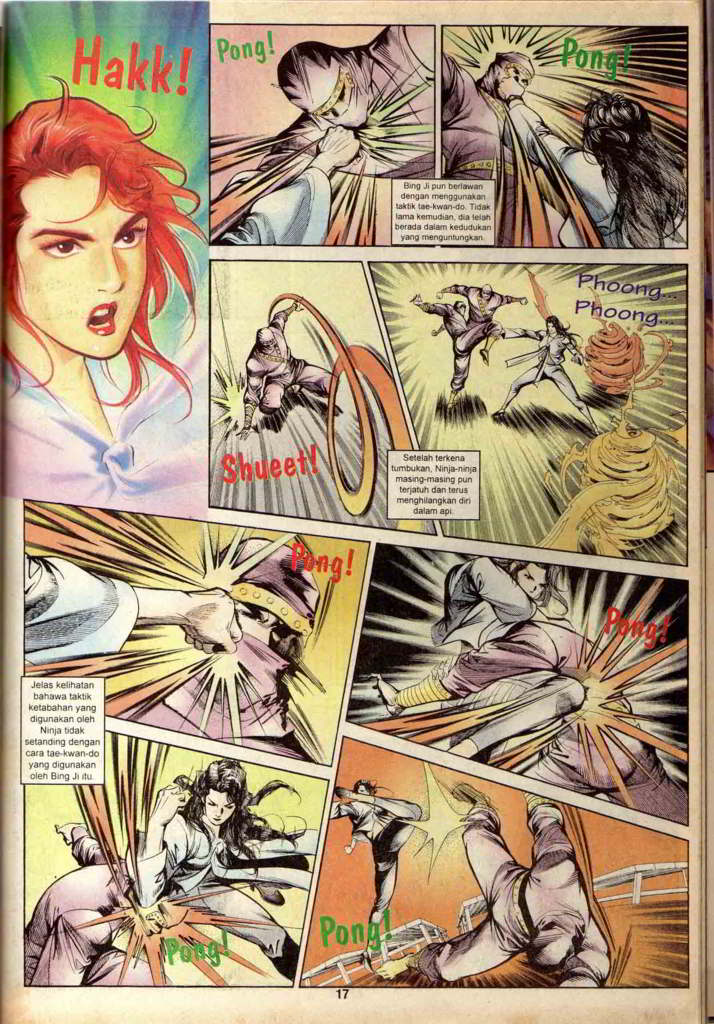 Hakk!
Pong!
Pong!
Bing Ji pun berlawan
dengan menggunakan
taktik tae-kwan-do. Tidak
lama kemudian, dia telah
berada dalam kedudukan
yang menguntungkan.
Shueet!
Phoong...
Phoong...
Setelah terkena
tumbukan, Ninja-ninja
masing-masing pun
terjatuh dan terus
menghilangkan diri
dalam api.
Pong!
Jelas kelihatan
bahawa taktik
ketabahan yang
digunakan oleh
Ninja tidak
setanding dengan
cara tae-kwan-do
yang digunakan
oleh Bing Ji itu.
Pong!
Pong!
Pong!
17